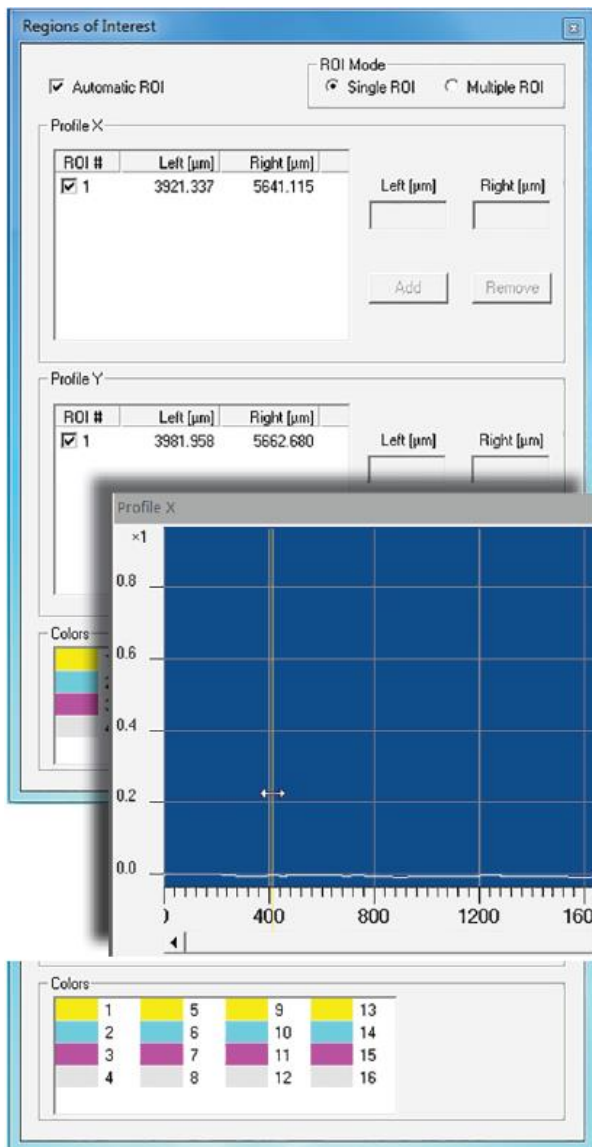 Regions of Interest
Automatic ROI
ROI Mode
Single ROI Multiple ROI
Profile X
ROI # Left [µm] Right [µm]
1 3921.337 5641.115
Left [µm] Right [µm]
Add Remove
Profile Y
ROI # Left [µm] Right [µm]
1 3981.958 5662.680
Left [µm] Right [µm]
Profile X
×1
0.8
0.6
0.4
0.2
0.0
400 800 1200 160
Colors
Colors
1 5 9 13
2 6 10 14
3 7 11 15
4 8 12 16